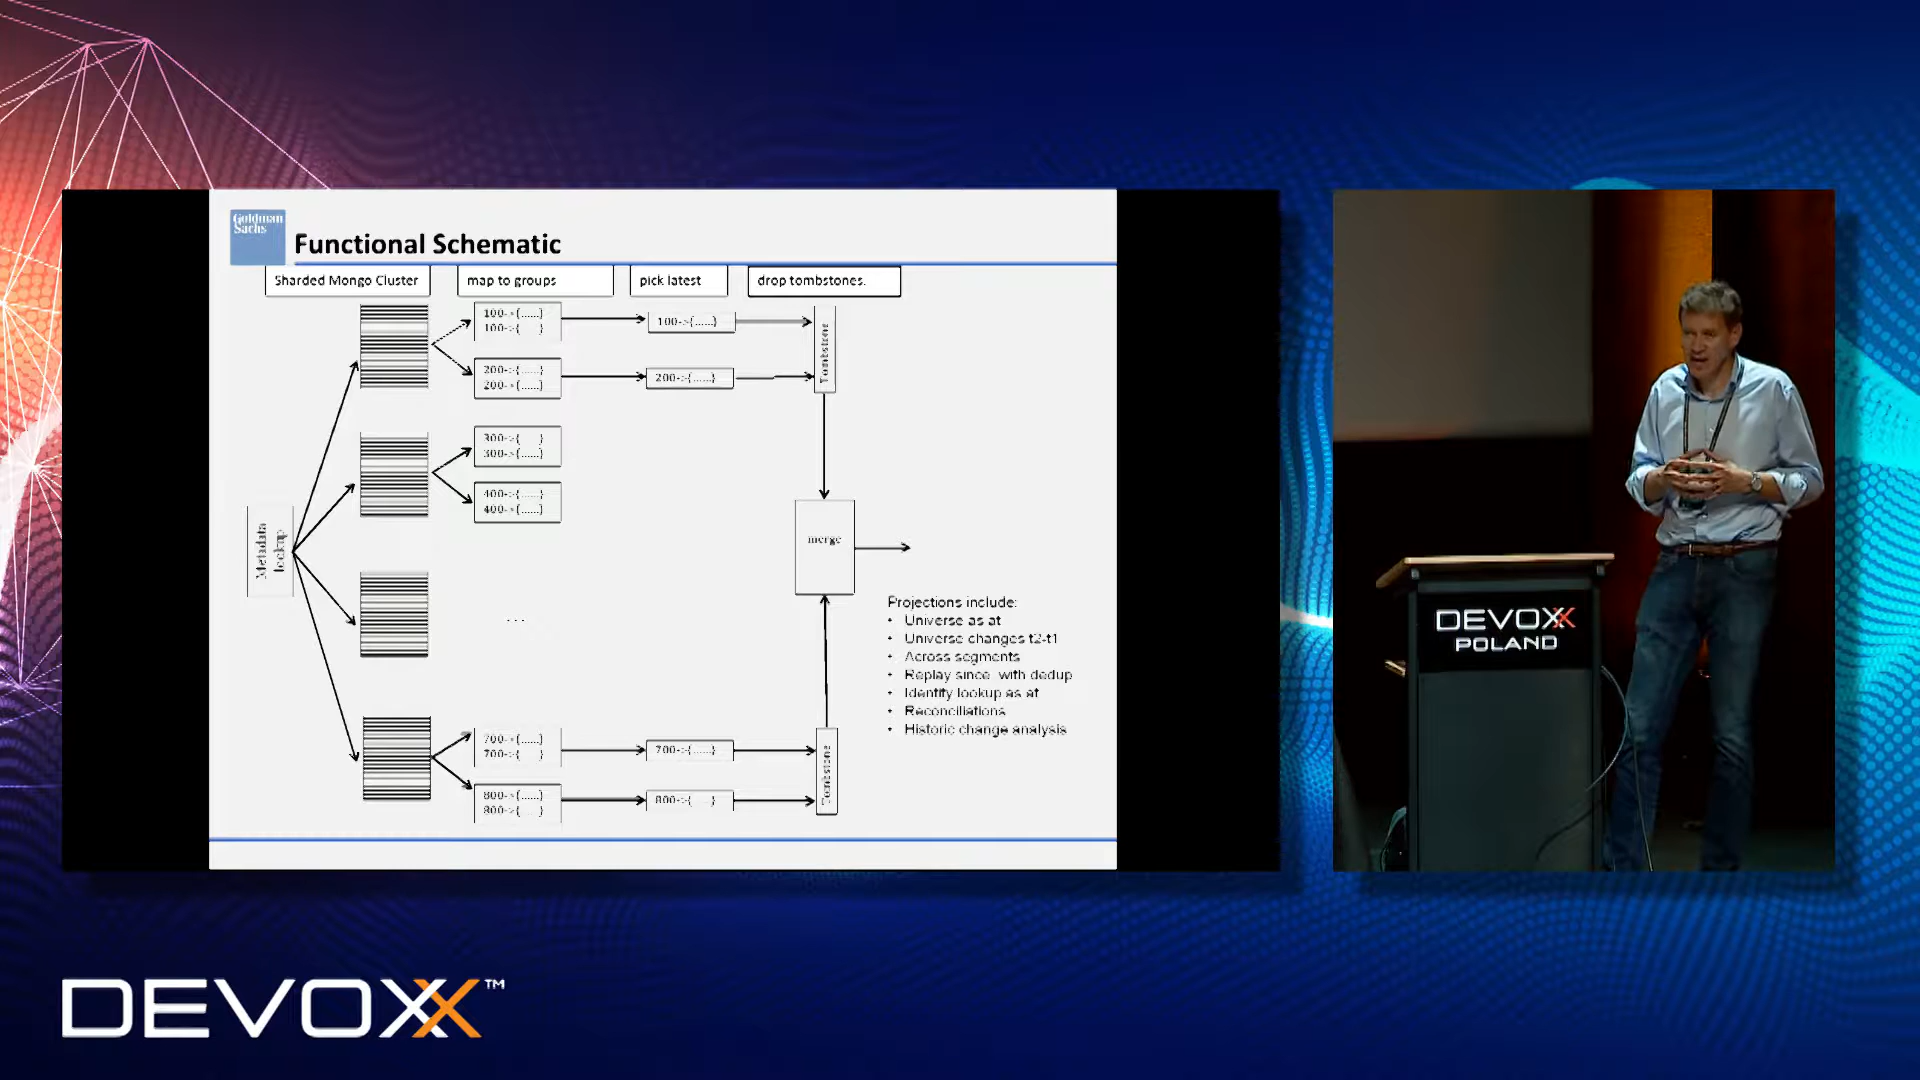 Goldman
Sachs
Functional Schematic
Sharded Mongo Cluster
map to groups
pick latest
drop tombstones.
100->{......}
100->{ }
100->{......}
200->{......}
200->{......}
200->{......}
Tombstone
300->{ }
300->{......}
400->{......}
400->{......}
Metadata
lookup
merge
...
Projections include:
• Universe as at
• Universe changes t2-t1
• Across segments
• Replay since with dedup
• Identity lookup as at
• Reconciliations
• Historic change analysis
700->{......}
700->{ }
700->{......}
800->{......}
800->{ }
800->{ }
Tombstone
DEVOXX
POLAND
DEVOXX™